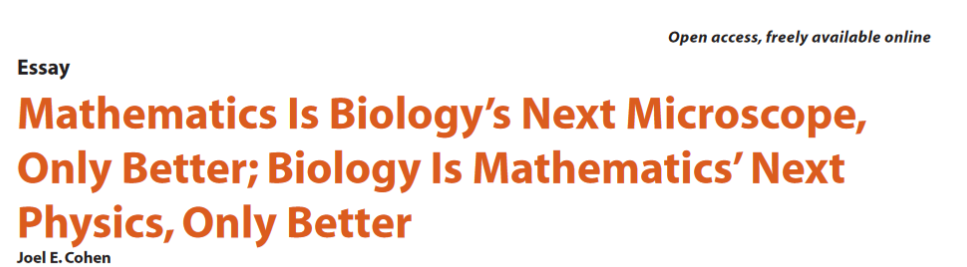 Open access, freely available online
Essay
Mathematics Is Biology’s Next Microscope,
Only Better; Biology Is Mathematics’ Next
Physics, Only Better
Joel E. Cohen